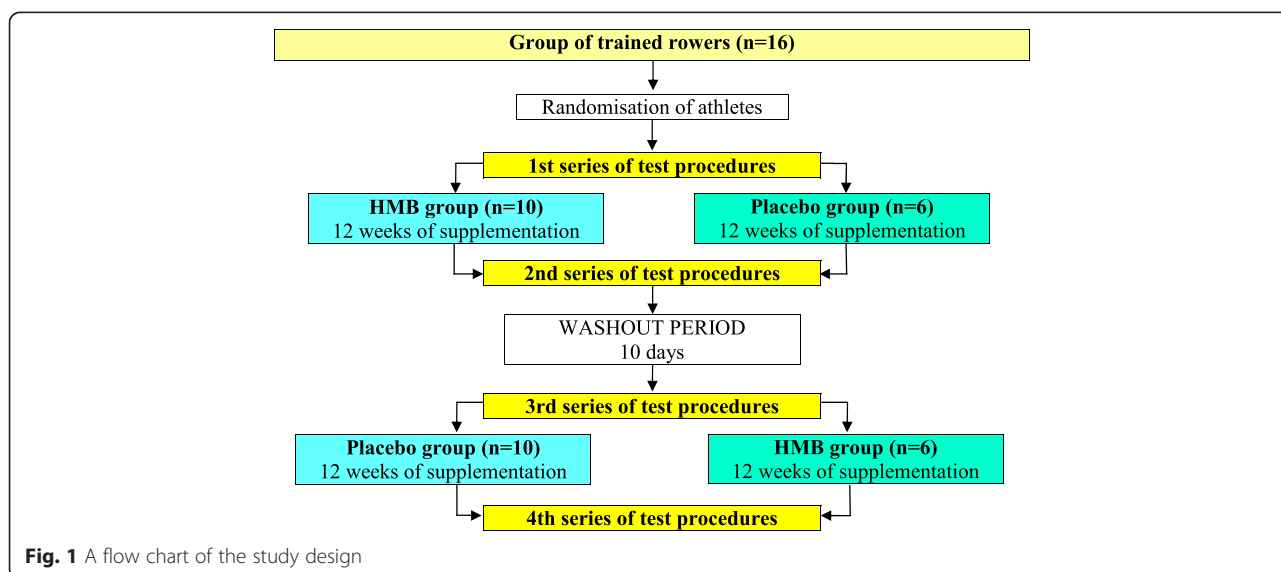 Group of trained rowers (n=16)
Randomisation of athletes
1st series of test procedures
HMB group (n=10)
12 weeks of supplementation
Placebo group (n=6)
12 weeks of supplementation
2nd series of test procedures
WASHOUT PERIOD
10 days
3rd series of test procedures
Placebo group (n=10)
12 weeks of supplementation
HMB group (n=6)
12 weeks of supplementation
4th series of test procedures
Fig. 1 A flow chart of the study design